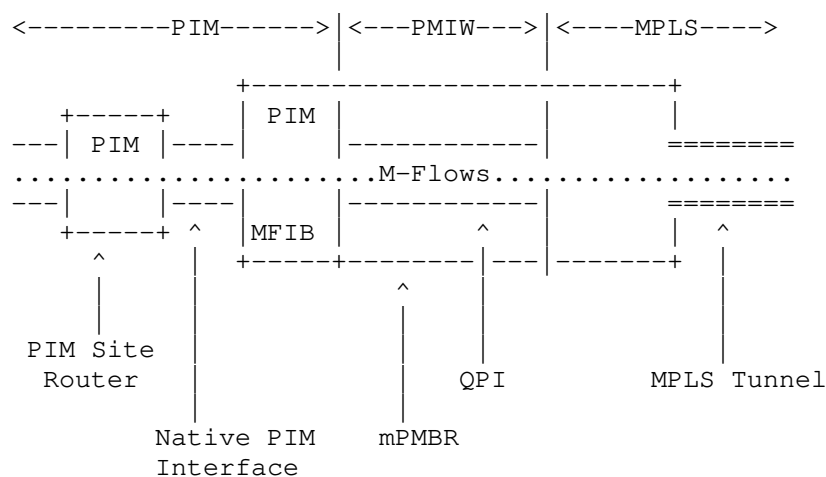 <---------PIM------>|<---PMIW--->|<----MPLS---->
PIM
PIM
M-Flows
MFIB
PIM Site
Router
QPI
MPLS Tunnel
Native PIM
Interface
mPMBR